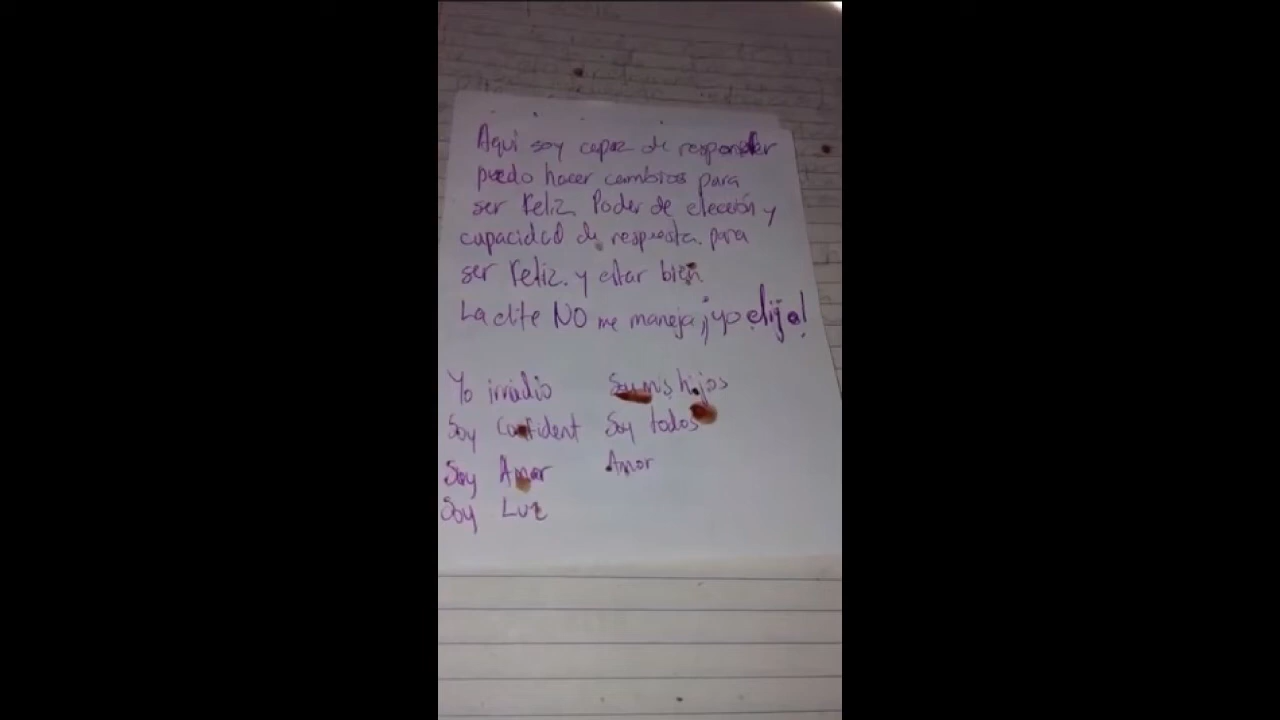 Aqui soy capaz de responder
puedo hacer cambios para
ser feliz. Poder de elección y
capacidad de respuesta. para
ser feliz. y estar bien
La elite NO me maneja, ¡yo elijo!
Yo irradio
Soy Confident
Soy Amor
Soy Luz
mis hijos
Soy todos
Amor